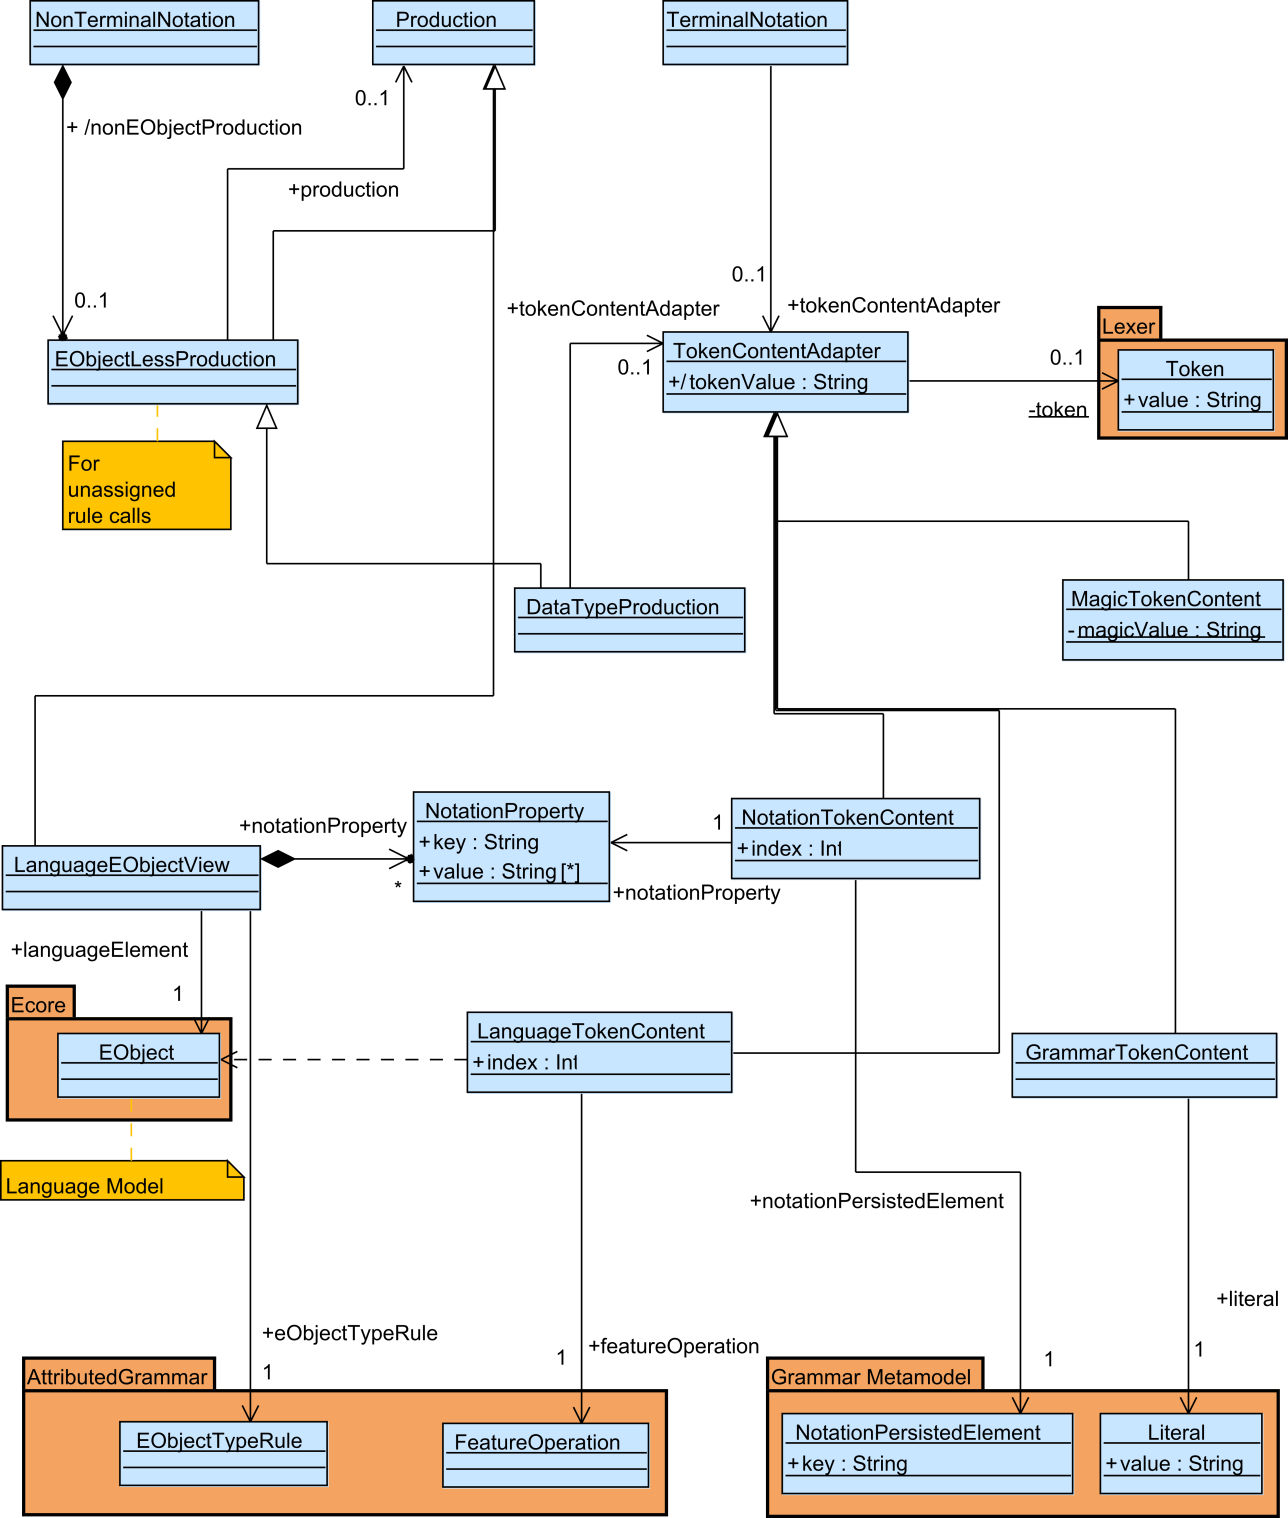 NonTerminalNotation
Production
TerminalNotation
0..1
+ /nonEObjectProduction
+production
0..1
0..1
+tokenContentAdapter
+tokenContentAdapter
Lexer
EObjectLessProduction
TokenContentAdapter
+/tokenValue : String
0..1
0..1
Token
+value : String
-token
For
unassigned
rule calls
DataTypeProduction
MagicTokenContent
-magicValue : String
NotationProperty
+key : String
+value : String [*]
+notationProperty
1
NotationTokenContent
+index : Int
LanguageEObjectView
*
+notationProperty
+languageElement
1
Ecore
EObject
LanguageTokenContent
+index : Int
GrammarTokenContent
Language Model
+notationPersistedElement
+literal
+eObjectTypeRule
1
+featureOperation
1
1
1
AttributedGrammar
Grammar Metamodel
EObjectTypeRule
FeatureOperation
NotationPersistedElement
+key : String
Literal
+value : String